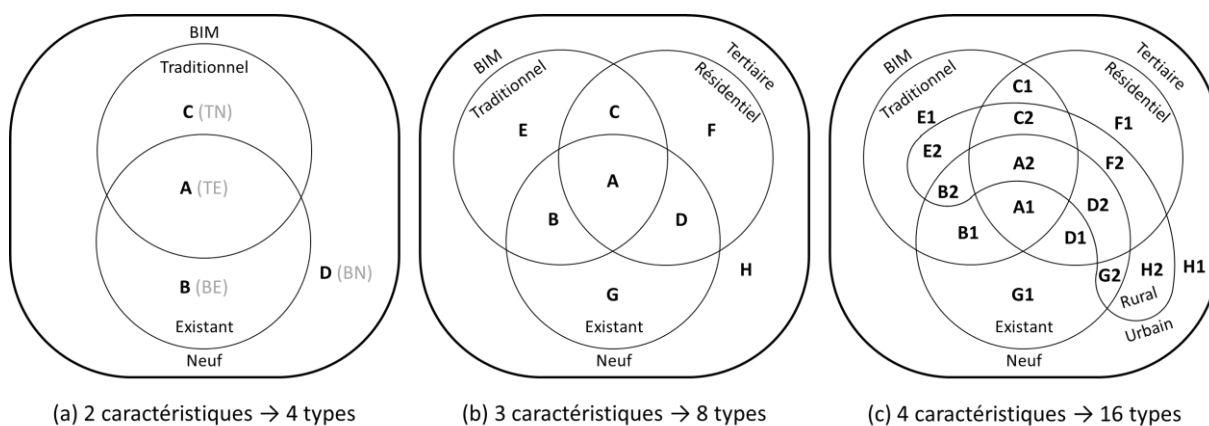 BIM
Traditionnel
C (TN)
A (TE)
B (BE)
D (BN)
Existant
Neuf
(a) 2 caractéristiques → 4 types
BIM
Tertiaire
Traditionnel
Résidentiel
E
C
F
A
B
D
H
G
Existant
Neuf
(b) 3 caractéristiques → 8 types
BIM
Tertiaire
Traditionnel
Résidentiel
C1
E1
C2
F1
E2
A2
F2
B2
A1
D2
B1
D1
G2
H2
H1
G1
Rural
Existant
Urbain
Neuf
(c) 4 caractéristiques → 16 types